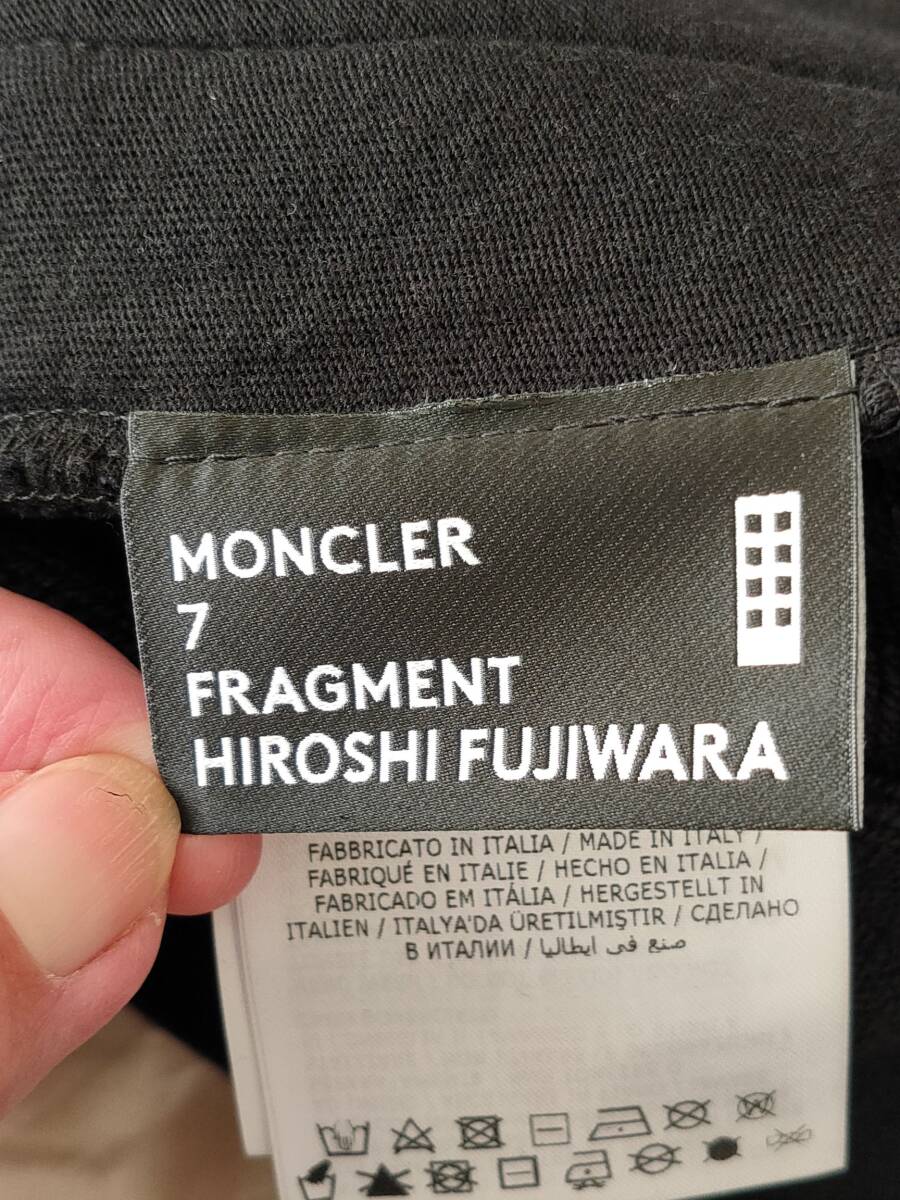 MONCLER
7
FRAGMENT
HIROSHI FUJIWARA
FABBRICATO IN ITALIA / MADE IN ITALY /
FABRIQUÉ EN ITALIE / HECHO EN ITALIA /
FABRICADO EM ITÁLIA / HERGESTELLT IN
ITALIEN / ITALYA'DA ÜRETILMIŞTIR / СДЕЛАНО
В ИТАЛИИ / صنع في ايطاليا